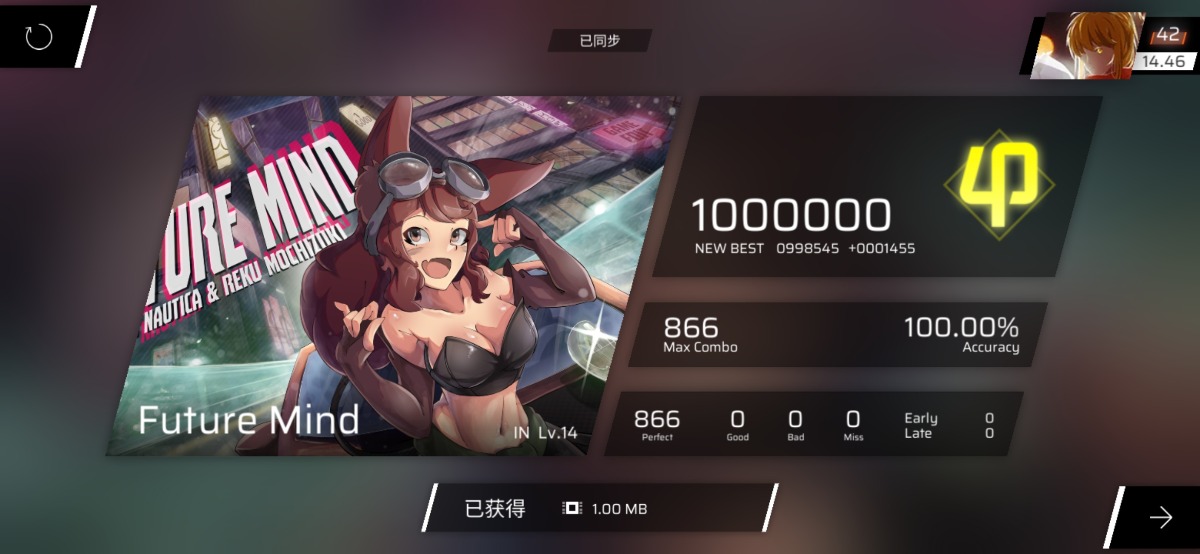 已同步
42
14.46
TURE MIND
NAUTICA & REKU MOCHIZUKI
Future Mind
IN Lv.14
1000000
φ
NEW BEST 0998545 +0001455
866
Max Combo
100.00%
Accuracy
866
Perfect
0
Good
0
Bad
0
Miss
Early 0
Late 0
已获得 1.00 MB